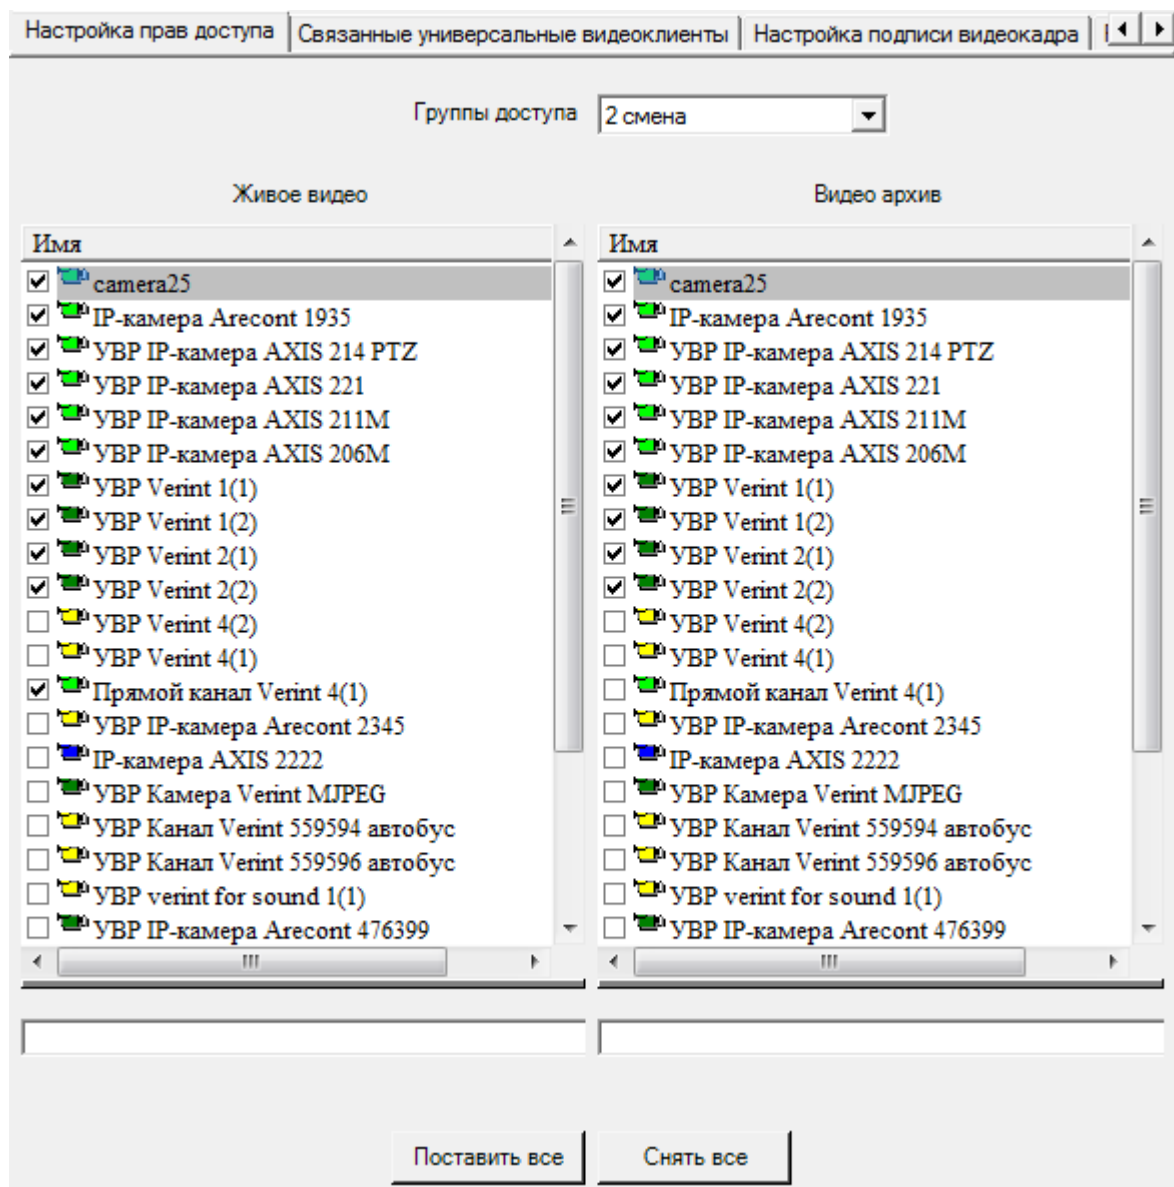 Настройка прав доступа Связанные универсальные видеоклиенты Настройка подписи видеокадра
Группы доступа 2 смена
Живое видео Видео архив
Имя Имя
camera25 camera25
IP-камера Arecont 1935 IP-камера Arecont 1935
УВР IP-камера AXIS 214 PTZ УВР IP-камера AXIS 214 PTZ
УВР IP-камера AXIS 221 УВР IP-камера AXIS 221
УВР IP-камера AXIS 211M УВР IP-камера AXIS 211M
УВР IP-камера AXIS 206M УВР IP-камера AXIS 206M
УВР Verint 1(1) УВР Verint 1(1)
УВР Verint 1(2) УВР Verint 1(2)
УВР Verint 2(1) УВР Verint 2(1)
УВР Verint 2(2) УВР Verint 2(2)
УВР Verint 4(2) УВР Verint 4(2)
УВР Verint 4(1) УВР Verint 4(1)
Прямой канал Verint 4(1) Прямой канал Verint 4(1)
УВР IP-камера Arecont 2345 УВР IP-камера Arecont 2345
IP-камера AXIS 2222 IP-камера AXIS 2222
УВР Камера Verint MJPEG УВР Камера Verint MJPEG
УВР Канал Verint 559594 автобус УВР Канал Verint 559594 автобус
УВР Канал Verint 559596 автобус УВР Канал Verint 559596 автобус
УВР verint for sound 1(1) УВР verint for sound 1(1)
УВР IP-камера Arecont 476399 УВР IP-камера Arecont 476399
Поставить все Снять все